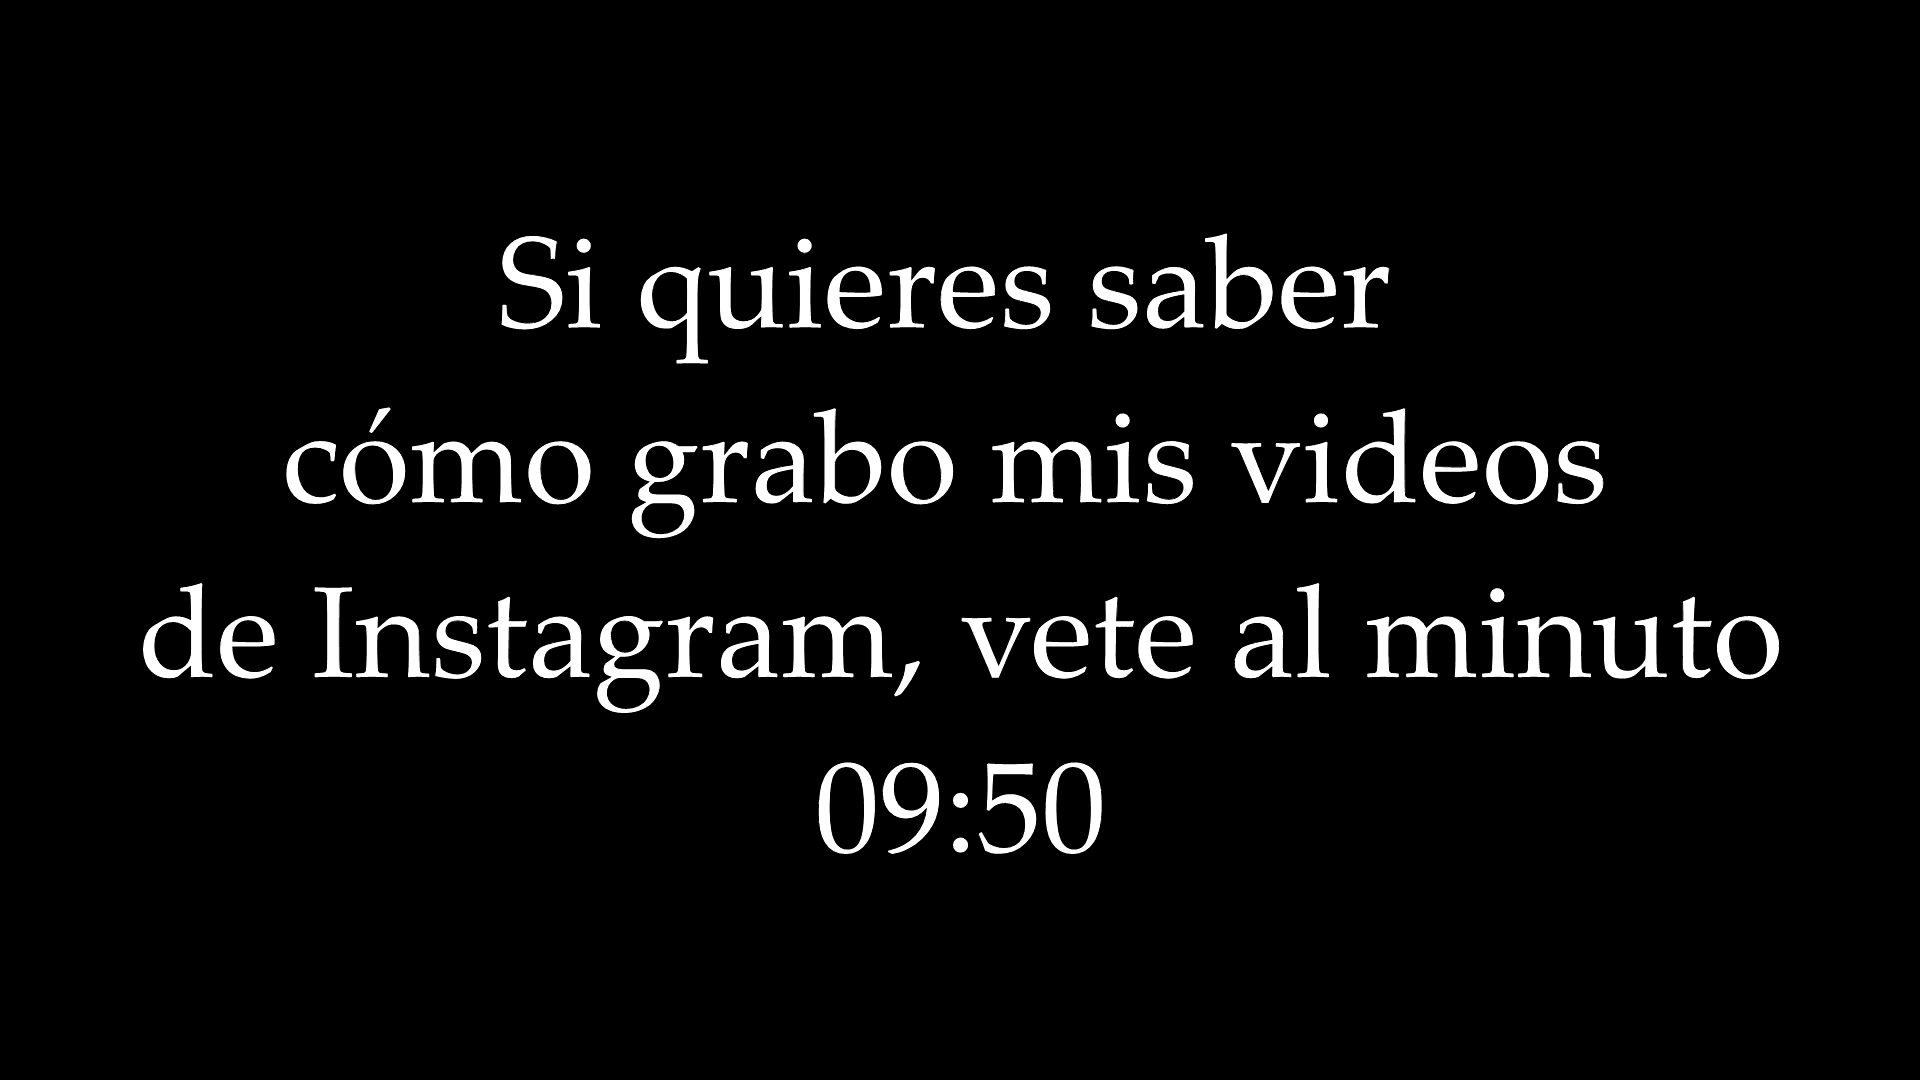 Si quieres saber
cómo grabo mis videos
de Instagram, vete al minuto
09:50